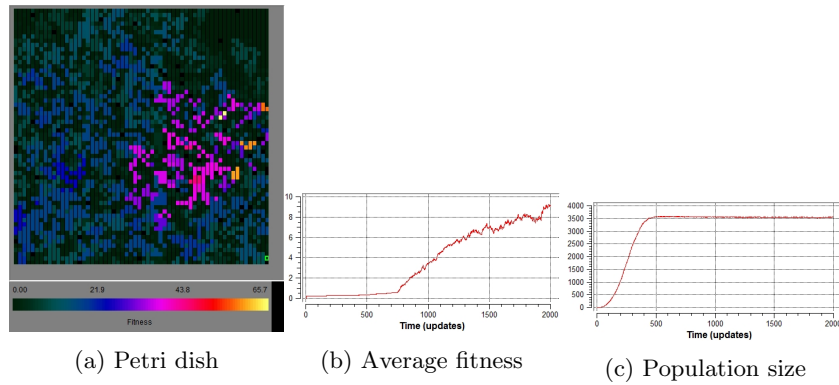 0.00 21.9 43.8 65.7
Fitness
10
8
6
4
2
0
0 500 1000 1500 2000
Time (updates)
4000
3500
3000
2500
2000
1500
1000
500
0
0 500 1000 1500 2000
Time (updates)
(a) Petri dish
(b) Average fitness
(c) Population size